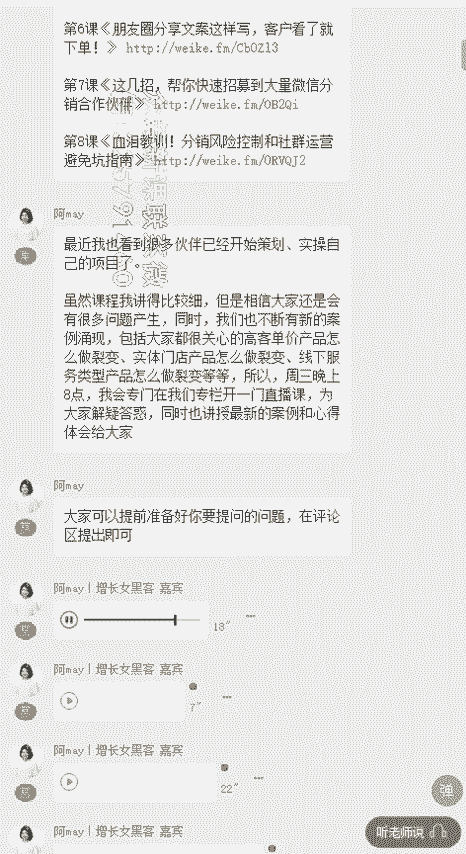 第6课《朋友圈分享文案这样写，客户看了就
下单！》 http://weike.fm/CbOZl3
第7课《这几招，帮你快速招募到大量微信分
销合作伙伴》 http://weike.fm/OB2Qi
第8课《血泪教训！分销风险控制和社群运营
避免坑指南》 http://weike.fm/ORVQJ2
阿may
最近我也看到很多伙伴已经开始策划、实操自
己的项目了。
虽然课程我讲得比较细，但是相信大家还是会
有很多问题产生，同时，我们也不断有新的案
例涌现，包括大家都很关心的高客单价产品怎
么做裂变、实体门店产品怎么做裂变、线下服
务类型产品怎么做裂变等等，所以，周三晚上
8点，我会专门在我们专栏开一门直播课，为
大家解疑答惑，同时也讲授最新的案例和心得
体会给大家
阿may
大家可以提前准备好你要提问的问题，在评论
区提出即可
阿may丨增长女黑客 嘉宾
18"
阿may丨增长女黑客 嘉宾
7"
阿may丨增长女黑客 嘉宾
22"
阿may丨增长女黑客 嘉宾
弹
听老师说